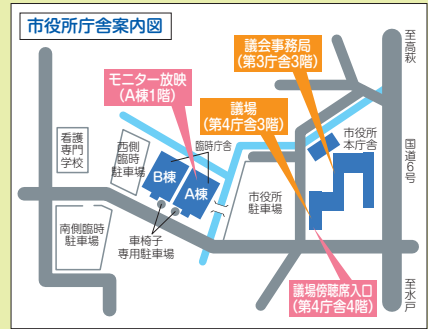 市役所庁舎案内図
至高萩
議会事務局
(第3庁舎3階)
モニター放映
(A棟1階)
議場
(第4庁舎3階)
看護
専門
学校
西側
臨時
駐車場
臨時庁舎
市役所
本庁舎
国道6号
B棟
A棟
市役所
駐車場
南側臨時
駐車場
車椅子
専用駐車場
議場傍聴席入口
(第4庁舎4階)
至水戸